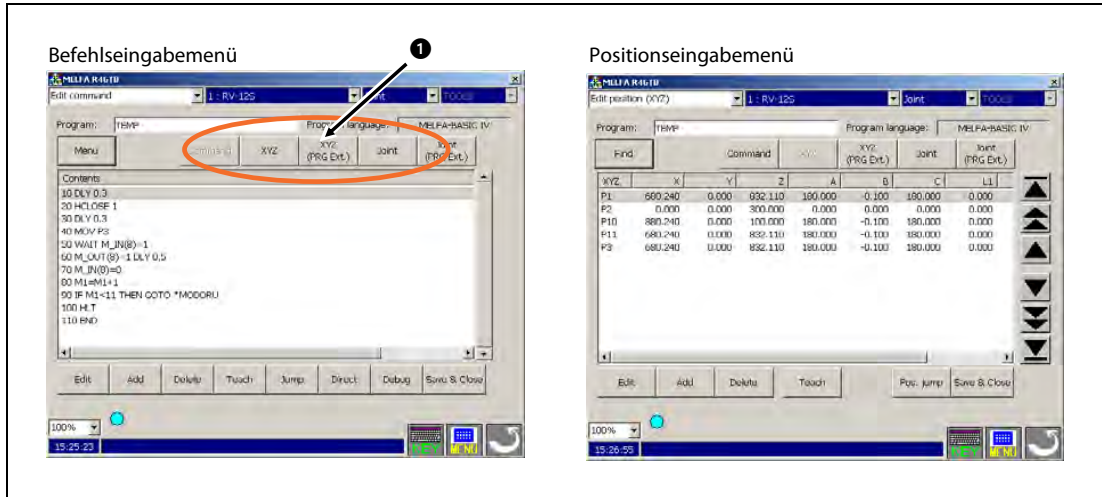 Befehlseingabemenü
❶
Positionseingabemenü
MELFA R46TB
Edit command 1 : RV-12S Joint TOOL
Program: TEMP Program language: MELFA-BASIC IV
Menu Command XYZ XYZ (PRG Ext.) Joint Joint (PRG Ext.)
Contents
10 DLY 0.3
20 HCLOSE 1
30 DLY 0.3
40 MOV P3
50 WAIT M_IN(8)=1
60 M_OUT(8)=1 DLY 0.5
70 M_IN(8)=0
80 M1=M1+1
90 IF M1<11 THEN GOTO *MODORU
100 HLT
110 END
Edit Add Delete Teach Jump Direct Debug Save & Close
100%
15:25:23
MENU
MELFA R46TB
Edit position (XYZ) 1 : RV-12S Joint
Program: TEMP Program language: MELFA-BASIC IV
Find Command XYZ XYZ (PRG Ext.) Joint Joint (PRG Ext.)
XYZ X Y Z A B C L1
P1 680.240 0.000 832.110 180.000 -0.100 180.000 0.000
P2 0.000 0.000 300.000 0.000 0.000 0.000 0.000
P10 880.240 0.000 100.000 180.000 -0.100 180.000 0.000
P11 680.240 0.000 832.110 180.000 -0.100 180.000 0.000
P3 680.240 0.000 832.110 180.000 -0.100 180.000 0.000
Edit Add Delete Teach Pos. jump Save & Close
100%
15:26:55
MENU